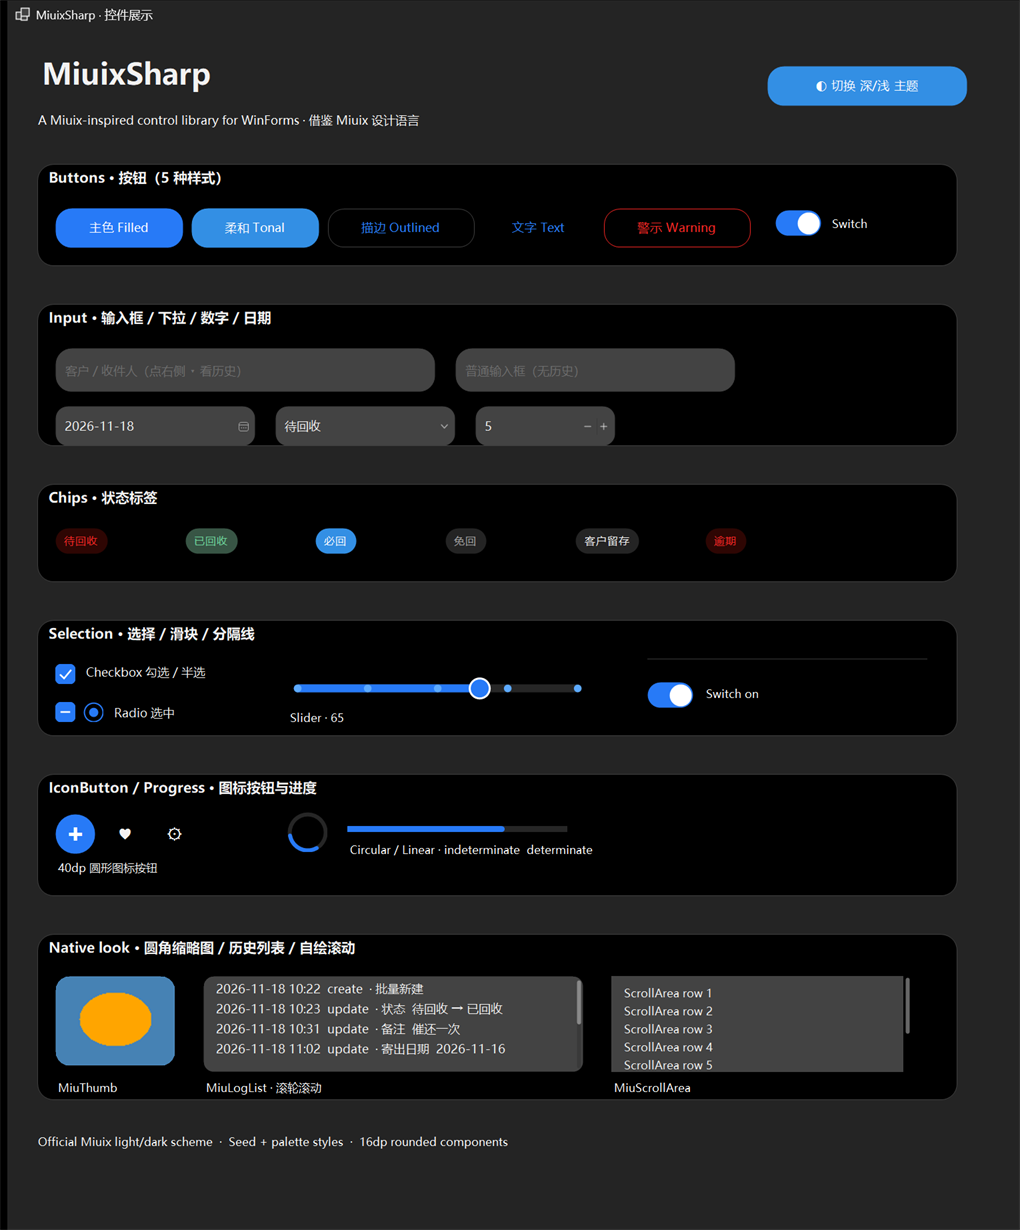 MiuixSharp · 控件展示
MiuixSharp
◐ 切换 深/浅 主题
A Miuix-inspired control library for WinForms · 借鉴 Miuix 设计语言
Buttons • 按钮（5 种样式）
主色 Filled
柔和 Tonal
描边 Outlined
文字 Text
警示 Warning
Switch
Input • 输入框 / 下拉 / 数字 / 日期
客户 / 收件人（点右侧 • 看历史）
普通输入框（无历史）
2026-11-18
待回收
5
− +
Chips • 状态标签
待回收
已回收
必回
免回
客户留存
逾期
Selection • 选择 / 滑块 / 分隔线
Checkbox 勾选 / 半选
Radio 选中
Slider · 65
Switch on
IconButton / Progress • 图标按钮与进度
40dp 圆形图标按钮
Circular / Linear · indeterminate determinate
Native look • 圆角缩略图 / 历史列表 / 自绘滚动
MiuThumb
2026-11-18 10:22 create · 批量新建
2026-11-18 10:23 update · 状态 待回收 → 已回收
2026-11-18 10:31 update · 备注 催还一次
2026-11-18 11:02 update · 寄出日期 2026-11-16
MiuLogList · 滚轮滚动
ScrollArea row 1
ScrollArea row 2
ScrollArea row 3
ScrollArea row 4
ScrollArea row 5
MiuScrollArea
Official Miuix light/dark scheme · Seed + palette styles · 16dp rounded components